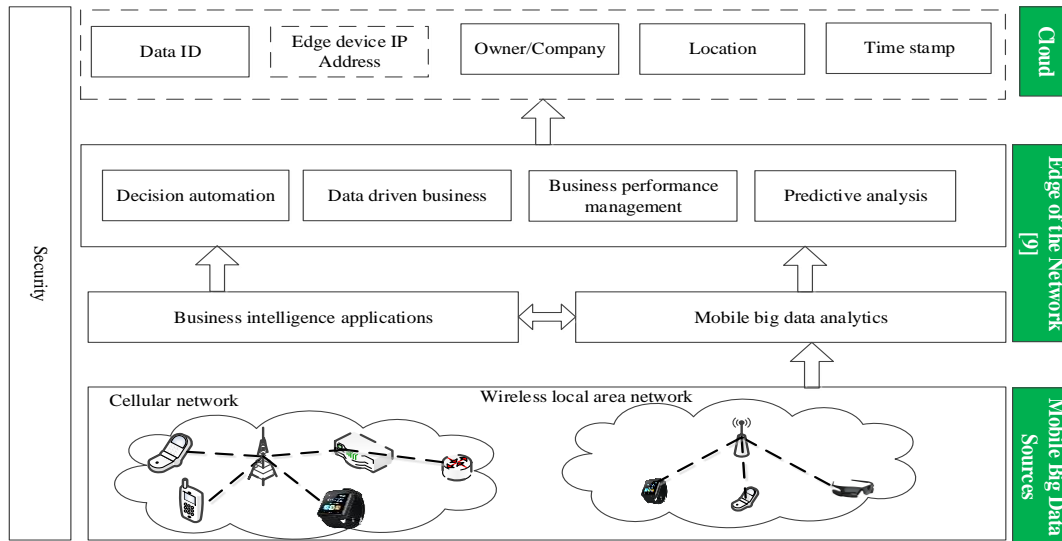 Data ID
Edge device IP
Address
Owner/Company
Location
Time stamp
Cloud
Decision automation
Data driven business
Business performance
management
Predictive analysis
Edge of the Network
[9]
Security
Business intelligence applications
Mobile big data analytics
Cellular network
Wireless local area network
Mobile Big Data
Sources